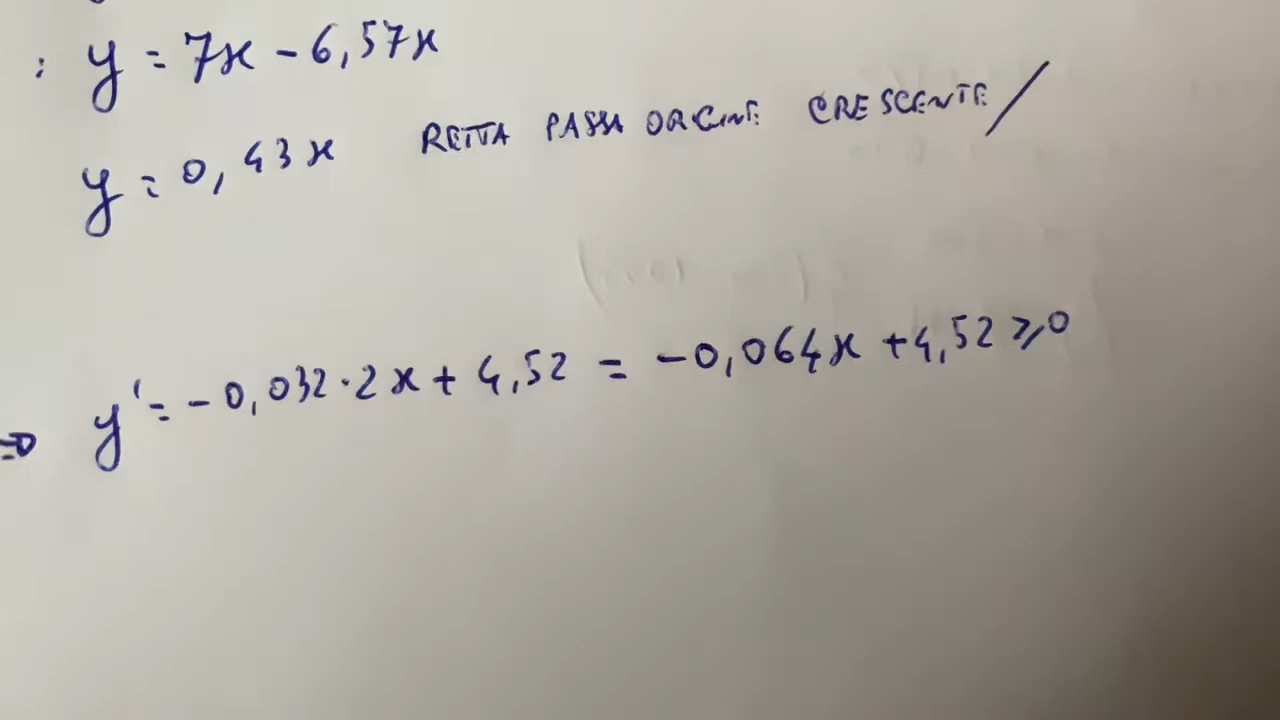 : y = 7x - 6,57x
y = 0,43x RETTA PASSA ORIGINE CRESCENTE /
⇒ y' = -0,032·2x + 4,52 = -0,064x + 4,52 ≥ 0